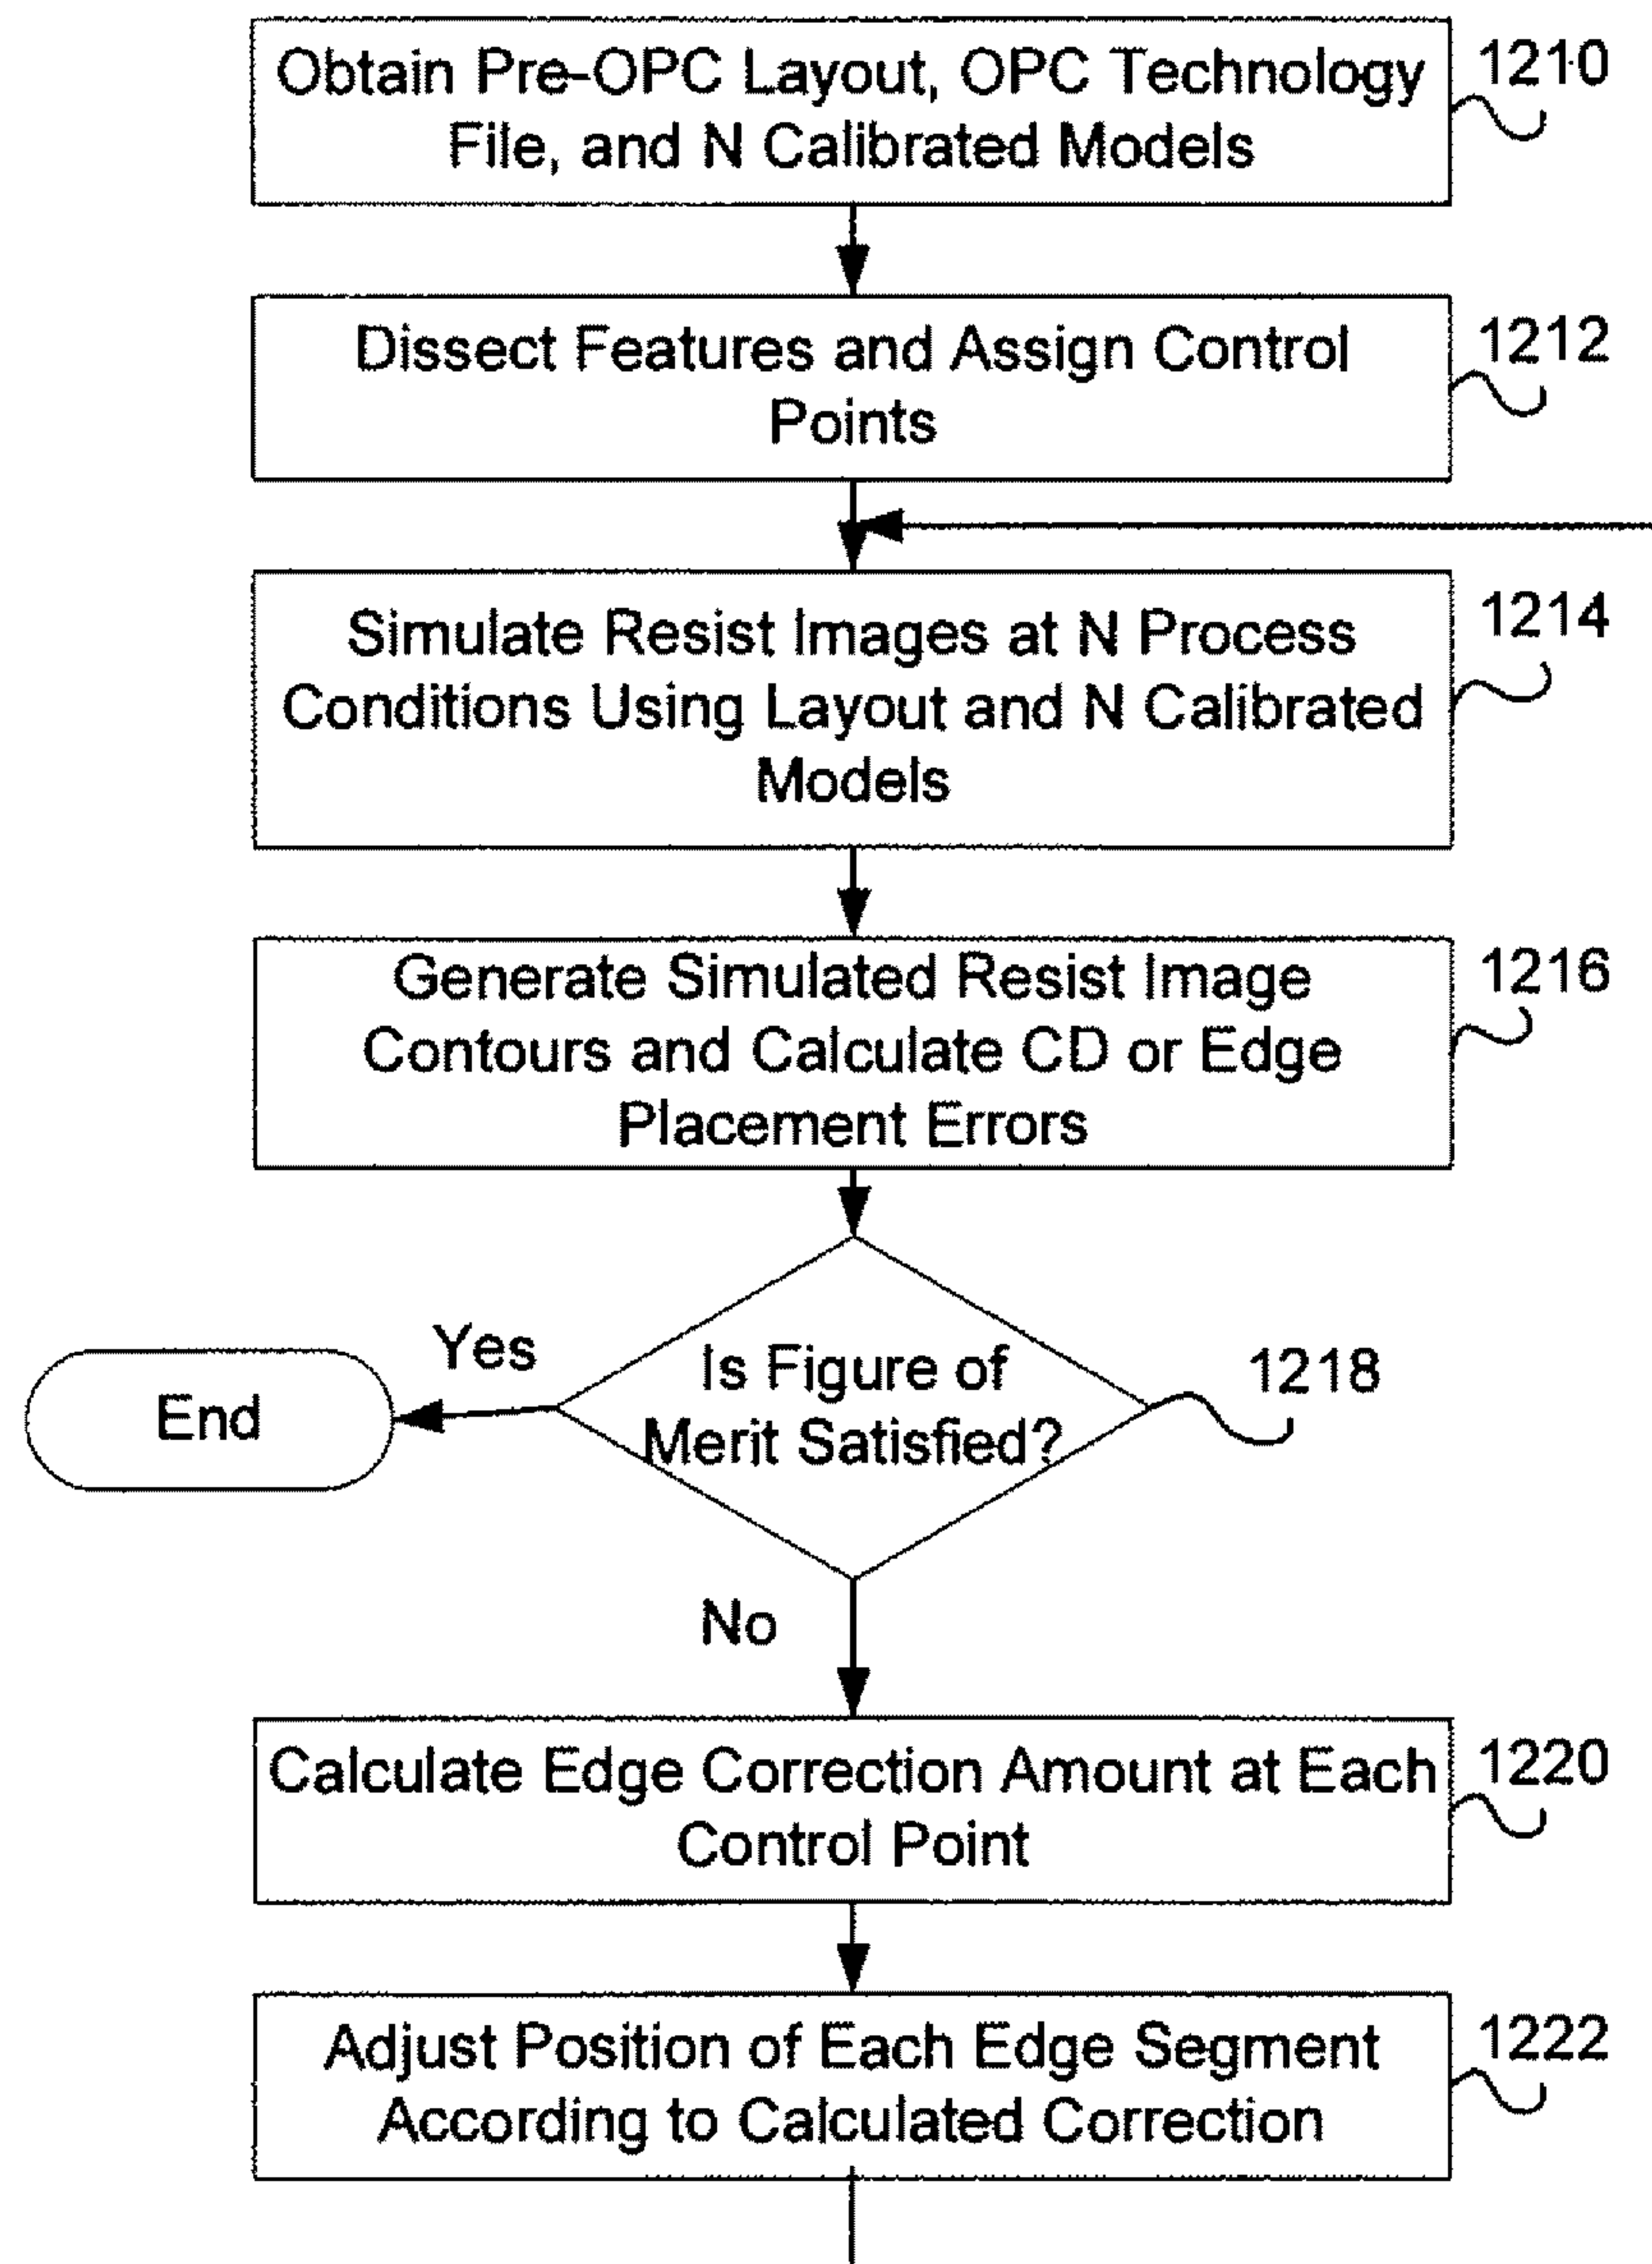 Obtain Pre-OPC Layout, OPC Technology
File, and N Calibrated Models
1210
Dissect Features and Assign Control
Points
1212
Simulate Resist Images at N Process
Conditions Using Layout and N Calibrated
Models
1214
Generate Simulated Resist Image
Contours and Calculate CD or Edge
Placement Errors
1216
Is Figure of
Merit Satisfied?
1218
Yes
End
No
Calculate Edge Correction Amount at Each
Control Point
1220
Adjust Position of Each Edge Segment
According to Calculated Correction
1222